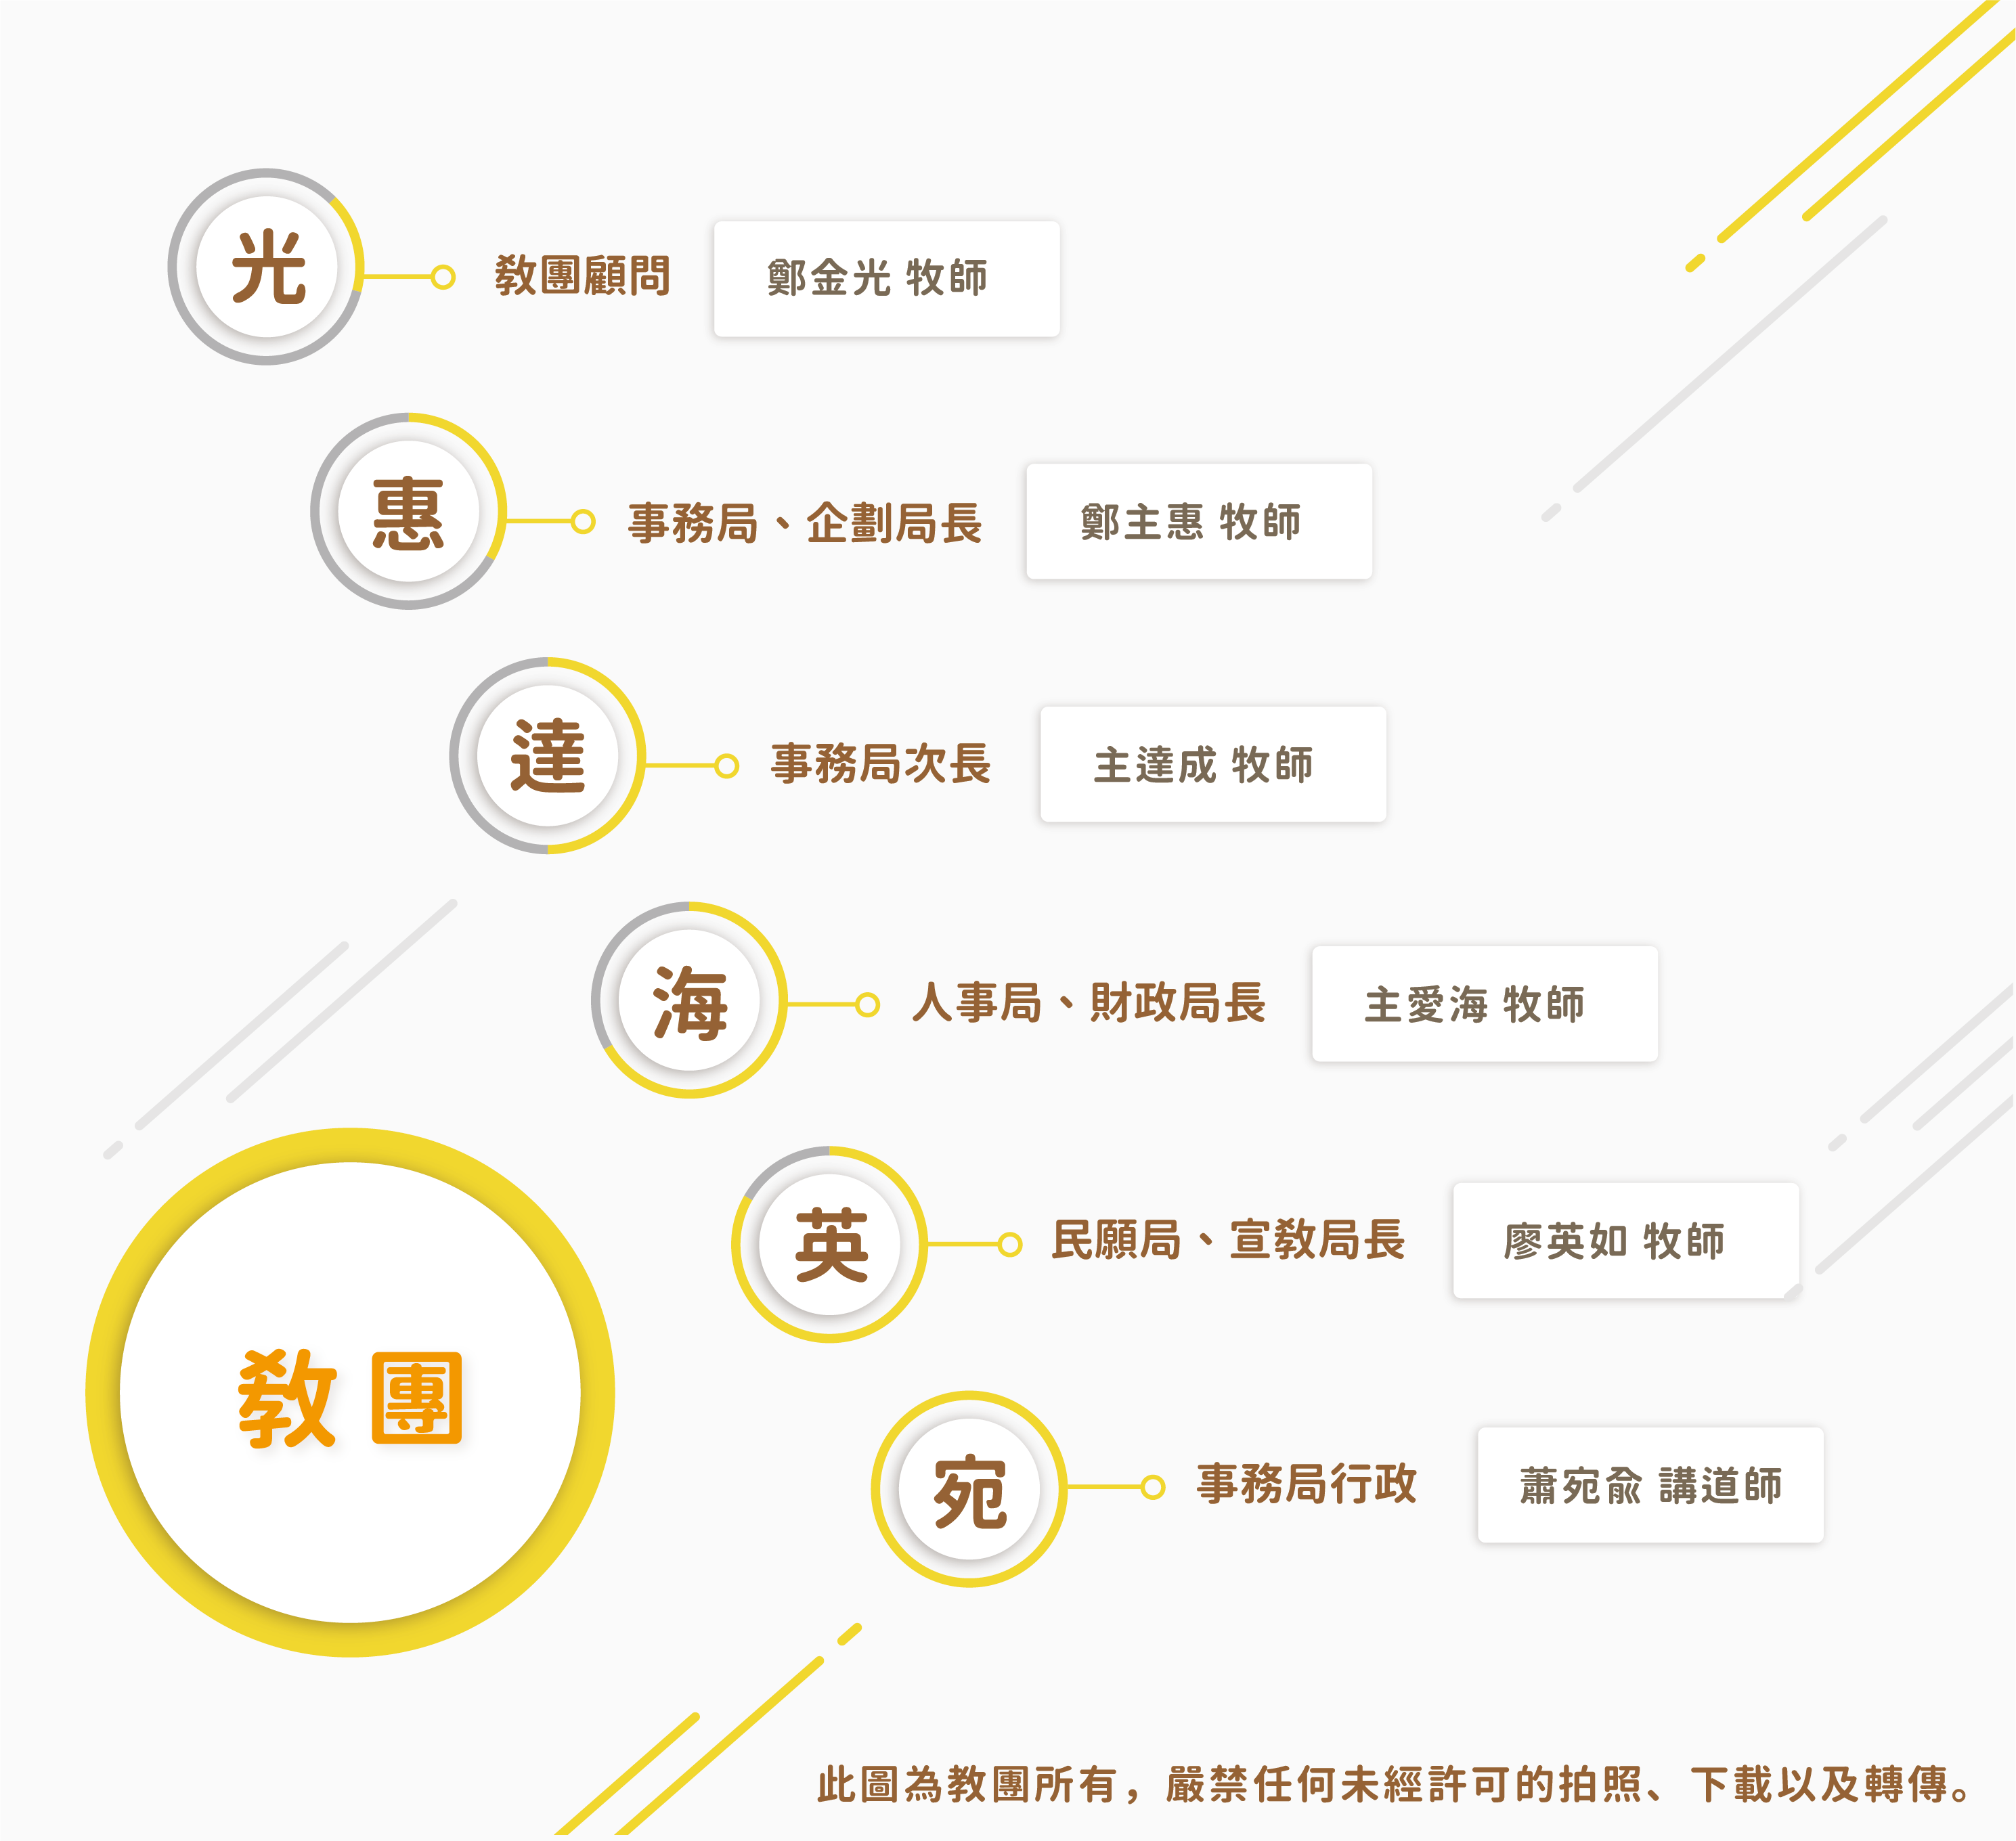 光
教團顧問
鄭金光 牧師
惠
事務局、企劃局長
鄭主惠 牧師
達
事務局次長
主達成 牧師
海
人事局、財政局長
主愛海 牧師
英
民願局、宣教局長
廖英如 牧師
教團
宛
事務局行政
蕭宛兪 講道師
此圖為教團所有，嚴禁任何未經許可的拍照、下載以及轉傳。